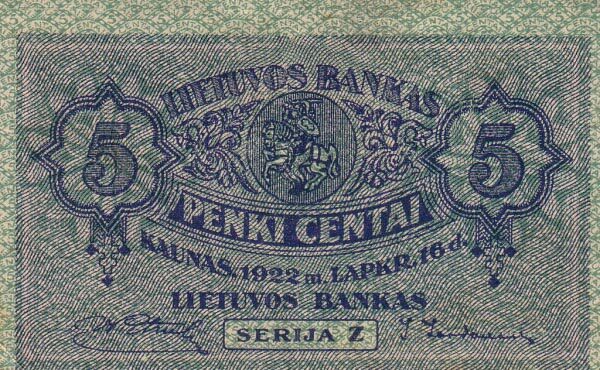 LIETUVOS BANKAS
5 5
PENKI CENTAI
KAUNAS, 1922 m. LAPKR. 16 d.
LIETUVOS BANKAS
SERIJA Z